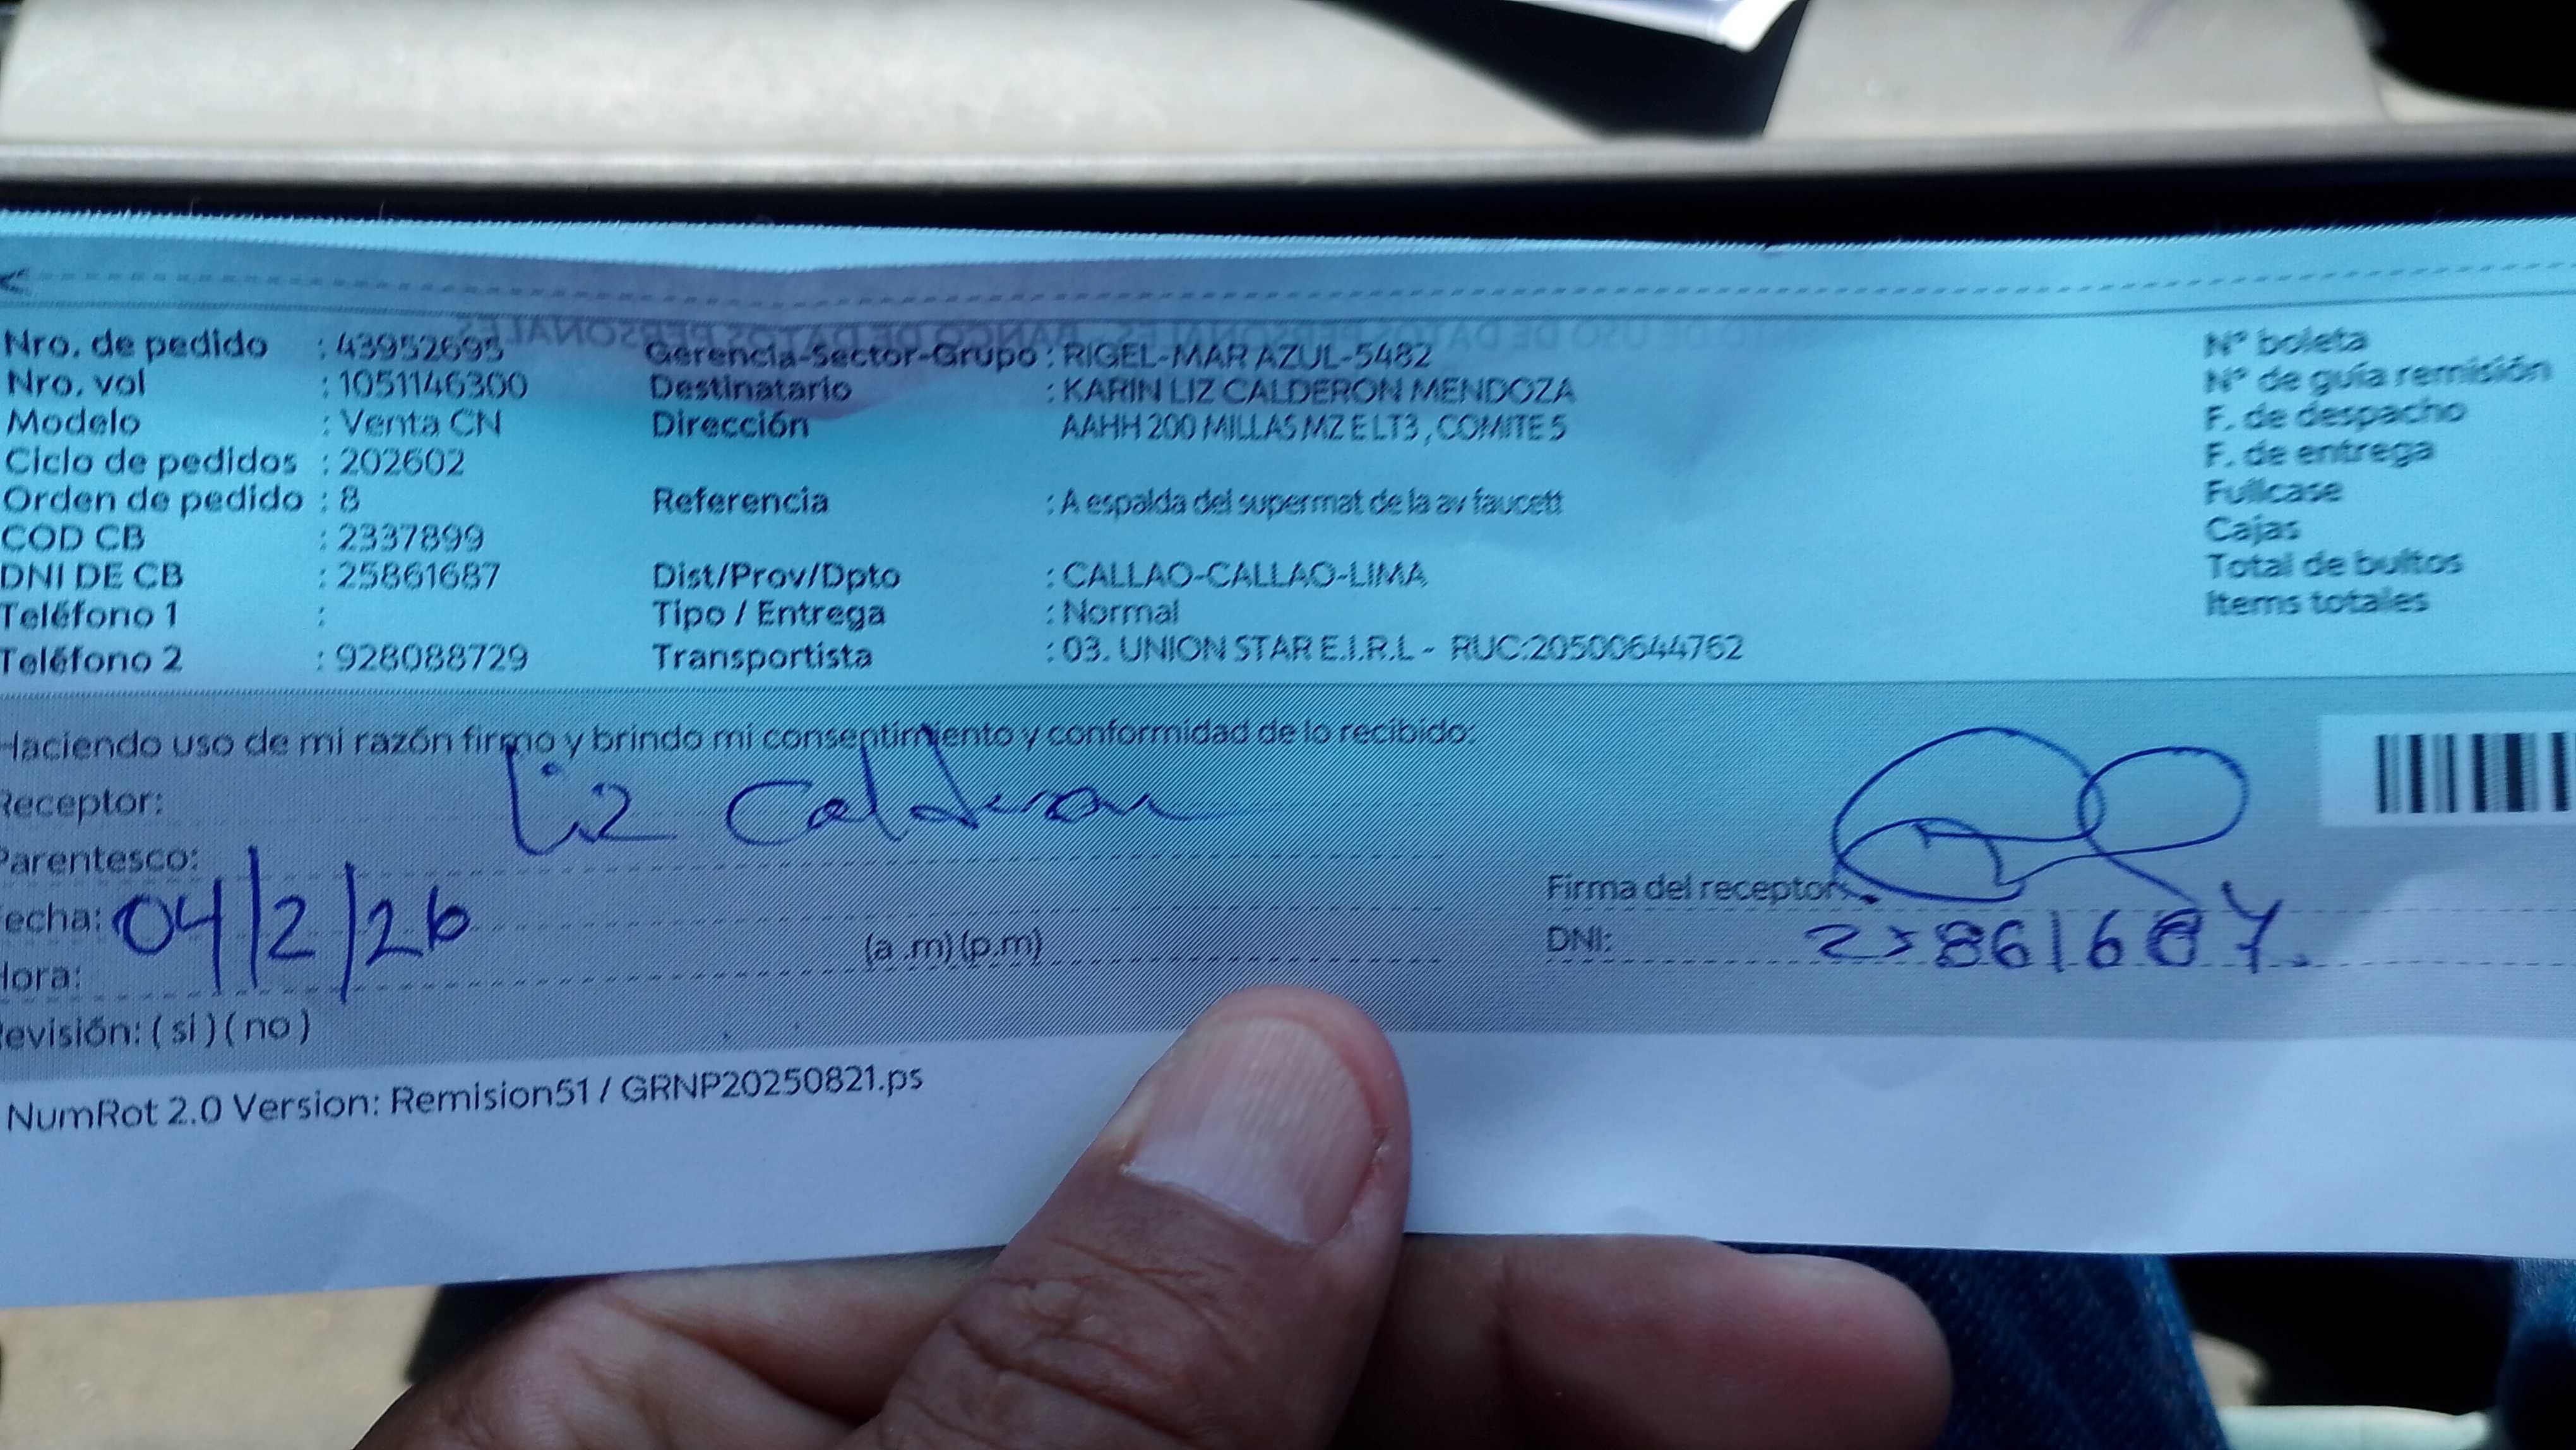 Nro. de pedido : 43952695
Nro. vol : 1051146300
Modelo : Venta CN
Ciclo de pedidos : 202602
Orden de pedido : 8
COD CB : 2337899
DNI DE CB : 25861687
Teléfono 1 :
Teléfono 2 : 928088729
Gerencia-Sector-Grupo : RIGEL-MAR AZUL-5482
Destinatario : KARIN LIZ CALDERON MENDOZA
Dirección AAHH 200 MILLAS MZ E LT3 , COMITE 5
Referencia : A espalda del supermat de la av faucett
Dist/Prov/Dpto : CALLAO-CALLAO-LIMA
Tipo / Entrega : Normal
Transportista : 03. UNION STAR E.I.R.L - RUC:20500644762
N° boleta
N° de guía remisión
F. de despacho
F. de entrega
Fullcase
Cajas
Total de bultos
Items totales
Haciendo uso de mi razón firmo y brindo mi consentimiento y conformidad de lo recibido:
Receptor: Liz Calderon
Parentesco:
Fecha: 04/2/26
Hora: (a .m) (p.m)
Revisión: ( si ) ( no )
Firma del receptor:
DNI: 25861687.
NumRot 2.0 Version: Remision51 / GRNP20250821.ps